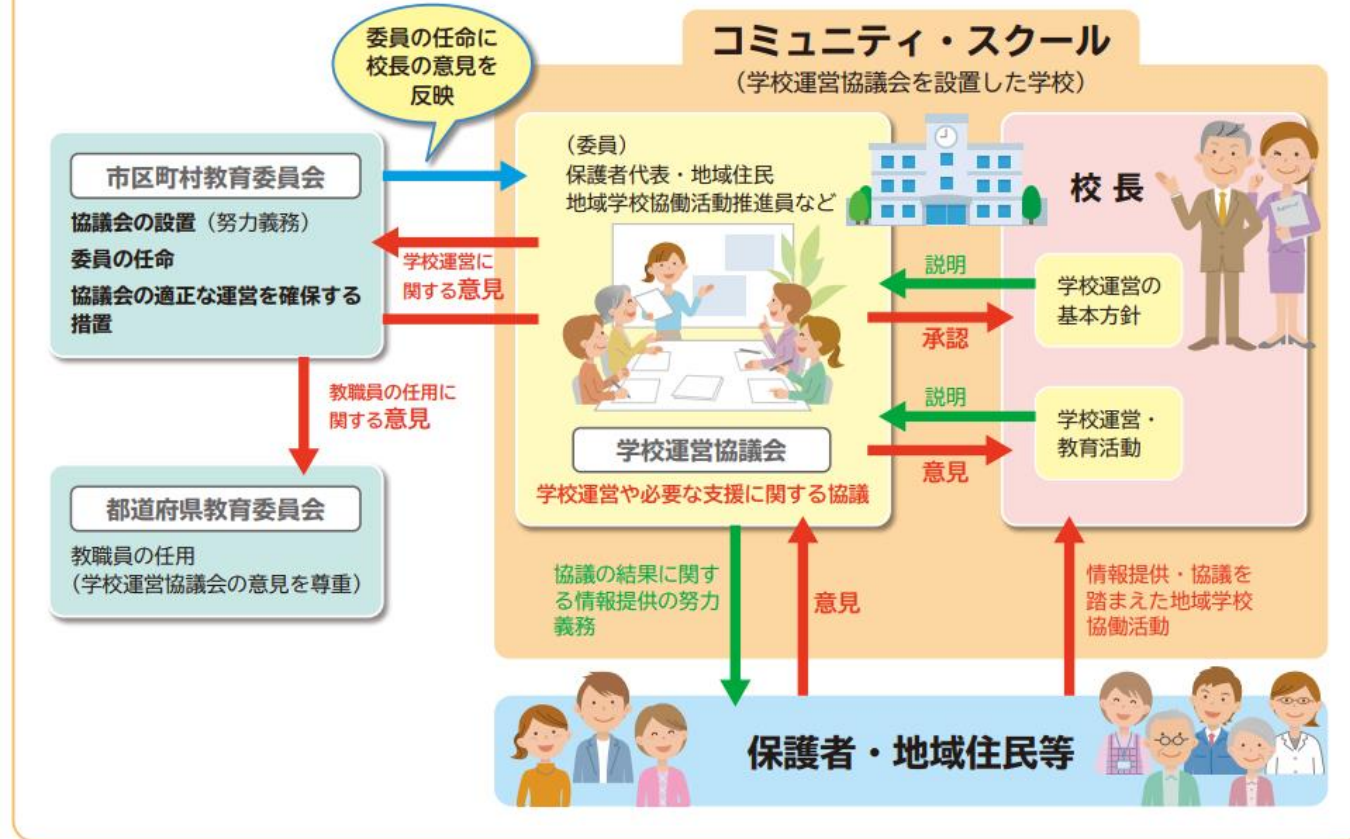 委員の任命に
校長の意見を
反映
コミュニティ・スクール
（学校運営協議会を設置した学校）
市区町村教育委員会
協議会の設置（努力義務）
委員の任命
協議会の適正な運営を確保する
措置
（委員）
保護者代表・地域住民
地域学校協働活動推進員など
校長
学校運営に
関する意見
説明
承認
学校運営の
基本方針
教職員の任用に
関する意見
説明
意見
学校運営・
教育活動
学校運営協議会
学校運営や必要な支援に関する協議
都道府県教育委員会
教職員の任用
（学校運営協議会の意見を尊重）
協議の結果に関す
る情報提供の努力
義務
意見
情報提供・協議を
踏まえた地域学校
協働活動
保護者・地域住民等